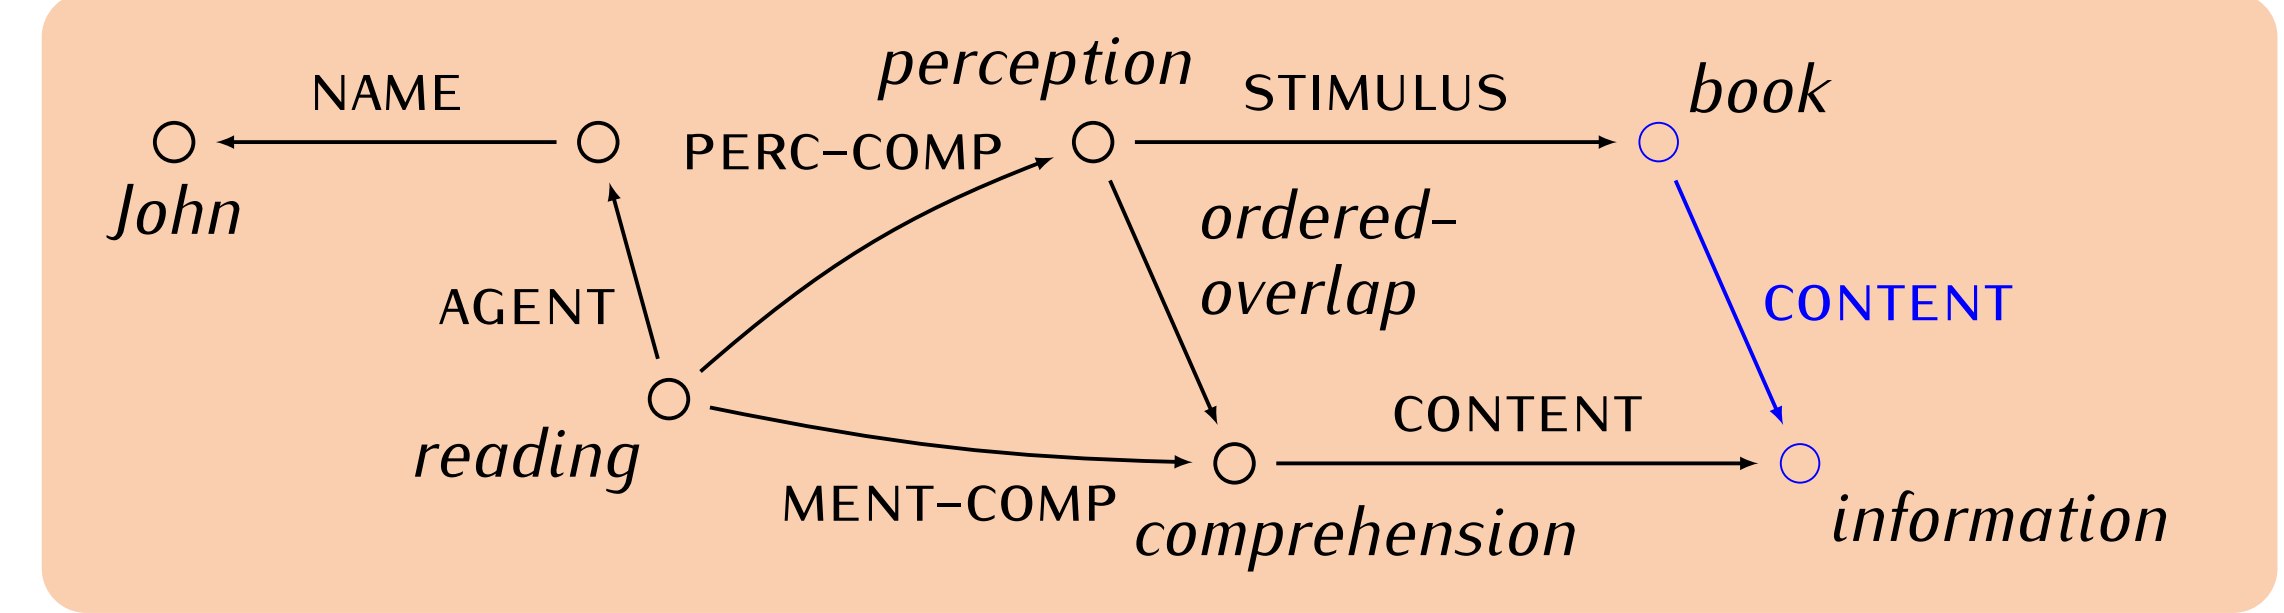 perception
NAME
STIMULUS
book
PERC–COMP
John
ordered–
overlap
AGENT
CONTENT
CONTENT
reading
MENT–COMP
comprehension
information